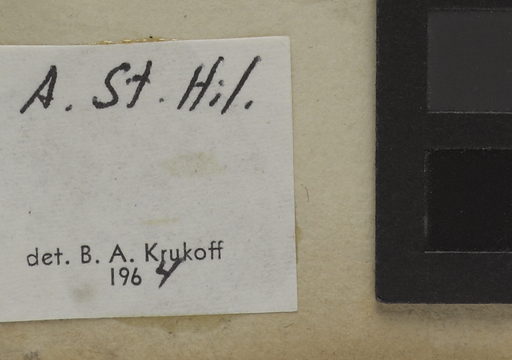 A. St. Hil.
det. B. A. Krukoff
1964